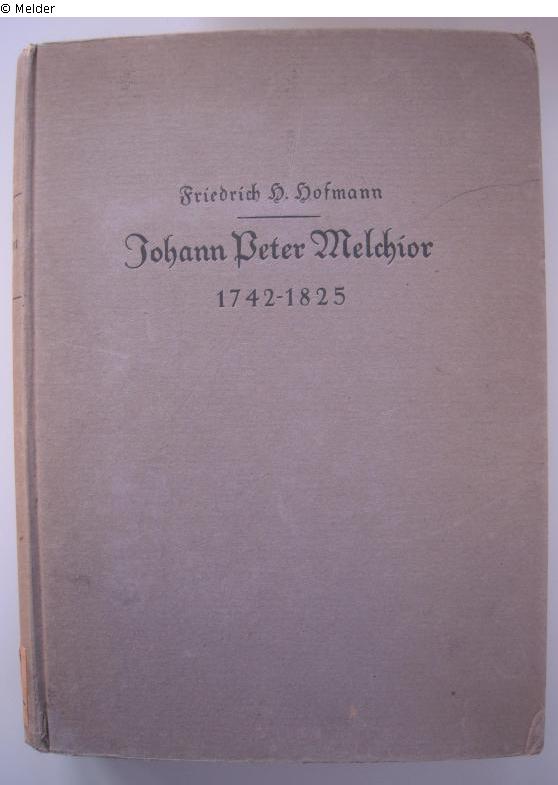 © Melder
Friedrich H. Hofmann
Johann Peter Melchior
1742-1825